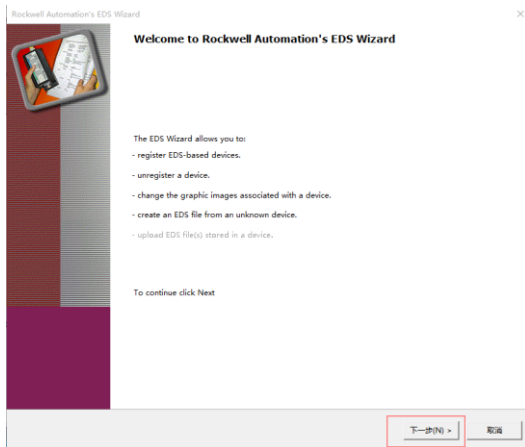 Rockwell Automation's EDS Wizard
Welcome to Rockwell Automation's EDS Wizard
The EDS Wizard allows you to:
- register EDS-based devices.
- unregister a device.
- change the graphic images associated with a device.
- create an EDS file from an unknown device.
- upload EDS file(s) stored in a device.
To continue click Next
下一步(N) > 取消